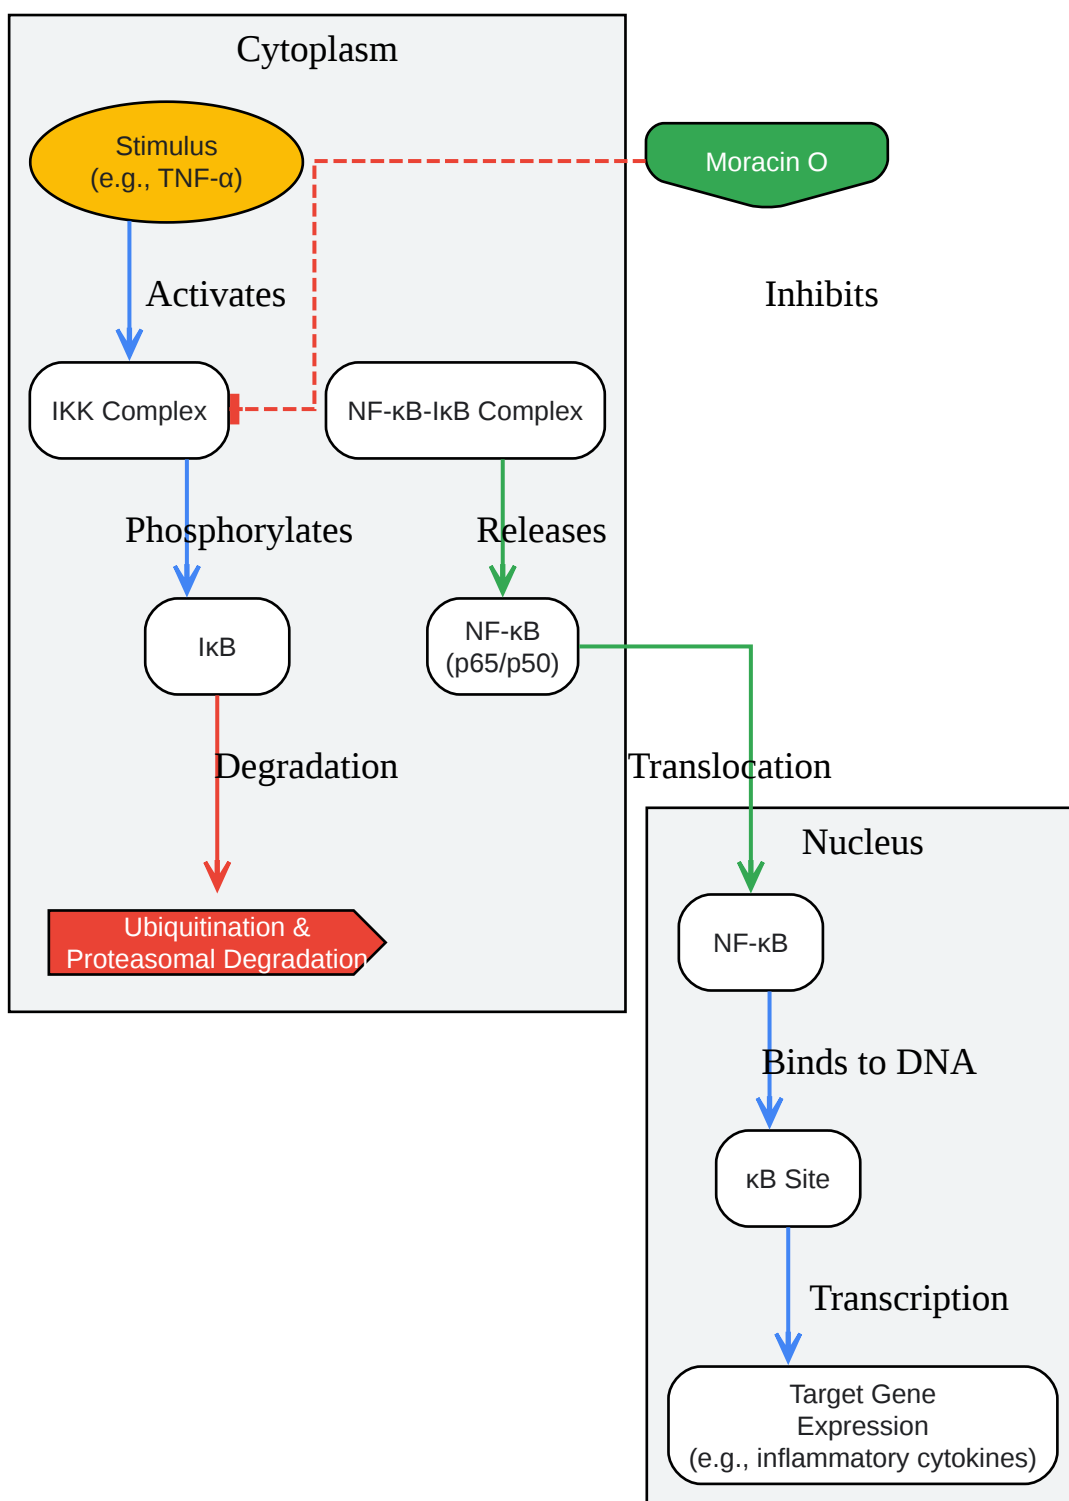 Cytoplasm
Stimulus
(e.g., TNF-α)
Moracin O
Activates
Inhibits
IKK Complex
NF-κB-IκB Complex
Phosphorylates
Releases
IκB
NF-κB
(p65/p50)
Degradation
Translocation
Nucleus
Ubiquitination &
Proteasomal Degradation
NF-κB
Binds to DNA
κB Site
Transcription
Target Gene
Expression
(e.g., inflammatory cytokines)